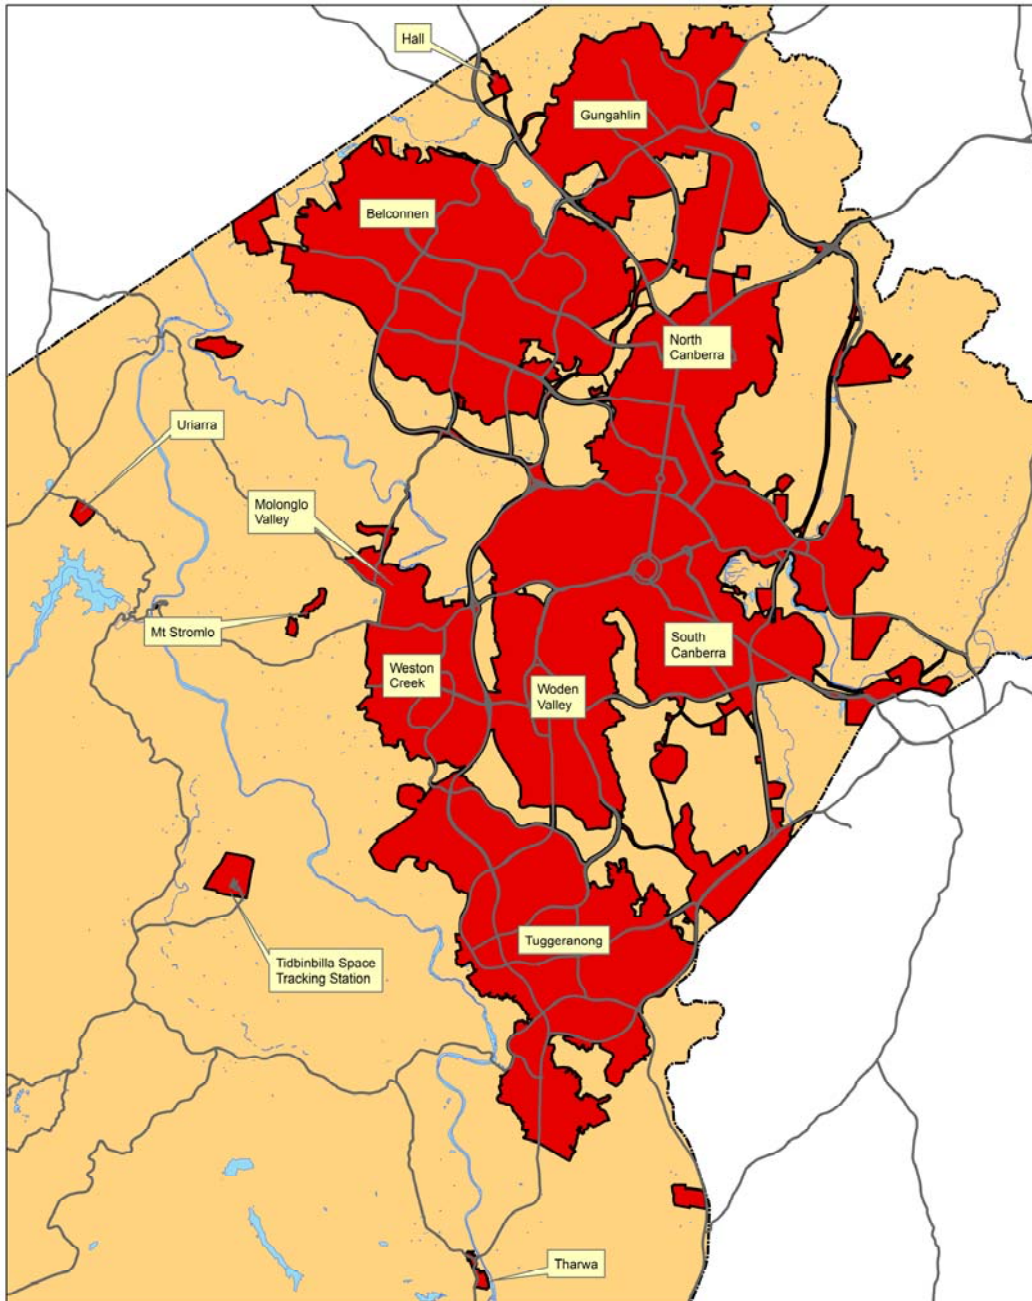 Hall
Gungahlin
Belconnen
North
Canberra
Uriarra
Molonglo
Valley
Mt Stromlo
South
Canberra
Weston
Creek
Woden
Valley
Tuggeranong
Tidbinbilla Space
Tracking Station
Tharwa